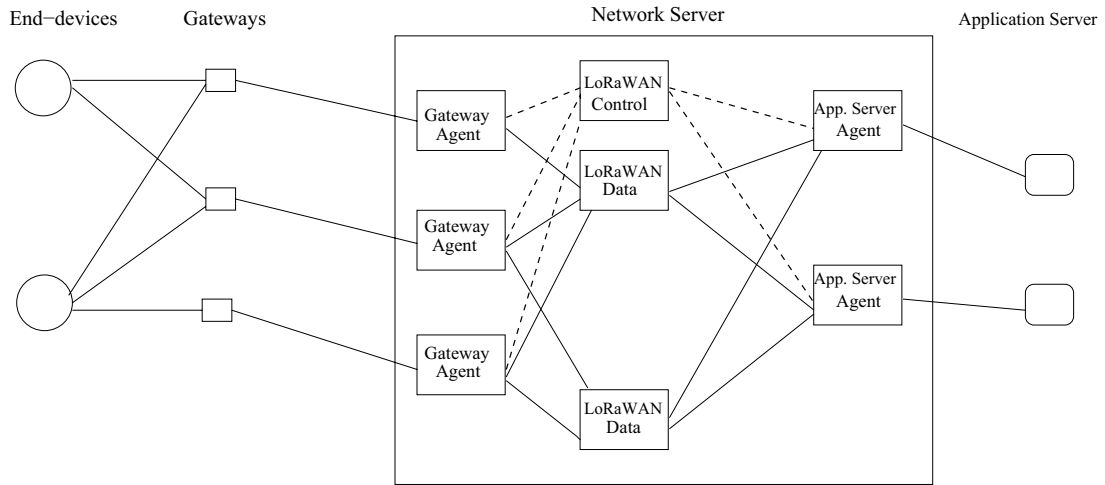 End−devices
Gateways
Network Server
Application Server
Gateway
Agent
LoRaWAN
Control
App. Server
Agent
LoRaWAN
Data
Gateway
Agent
App. Server
Agent
Gateway
Agent
LoRaWAN
Data